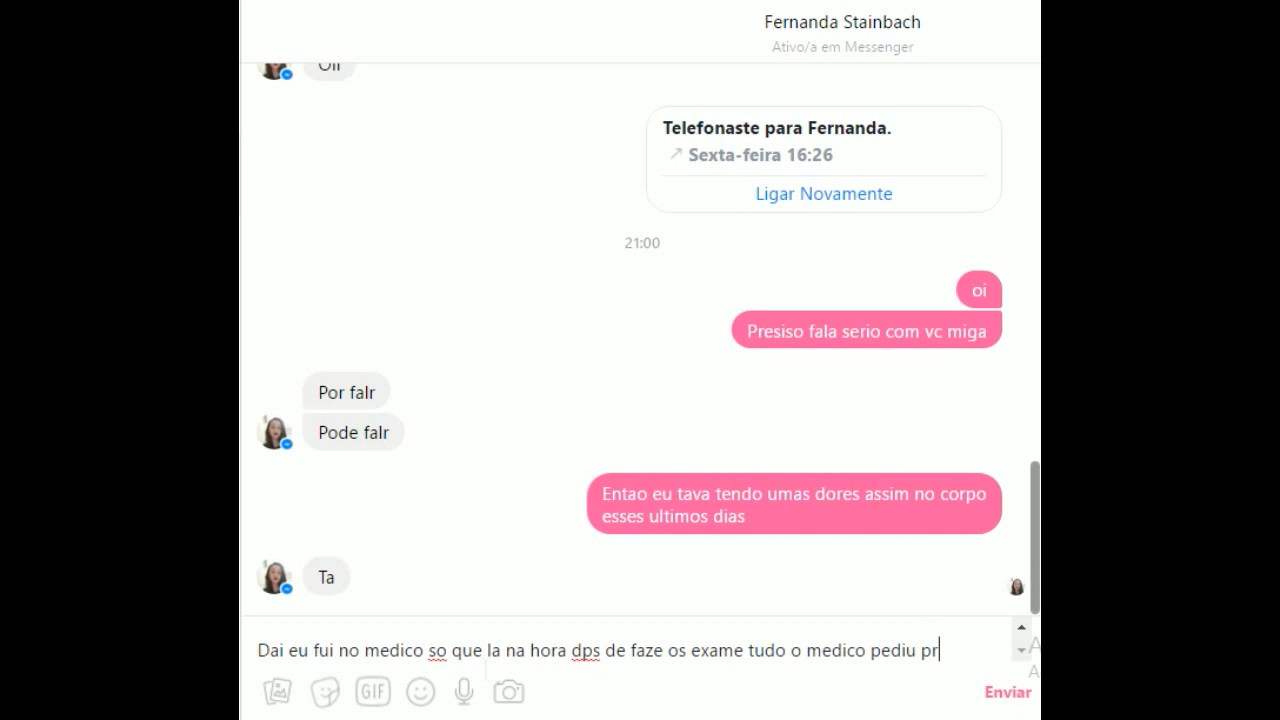 Fernanda Stainbach
Ativo/a em Messenger
Oii
Telefonaste para Fernanda.
Sexta-feira 16:26
Ligar Novamente
21:00
oi
Presiso fala serio com vc miga
Por falr
Pode falr
Entao eu tava tendo umas dores assim no corpo
esses ultimos dias
Ta
Dai eu fui no medico so que la na hora dps de faze os exame tudo o medico pediu pr
GIF
Enviar